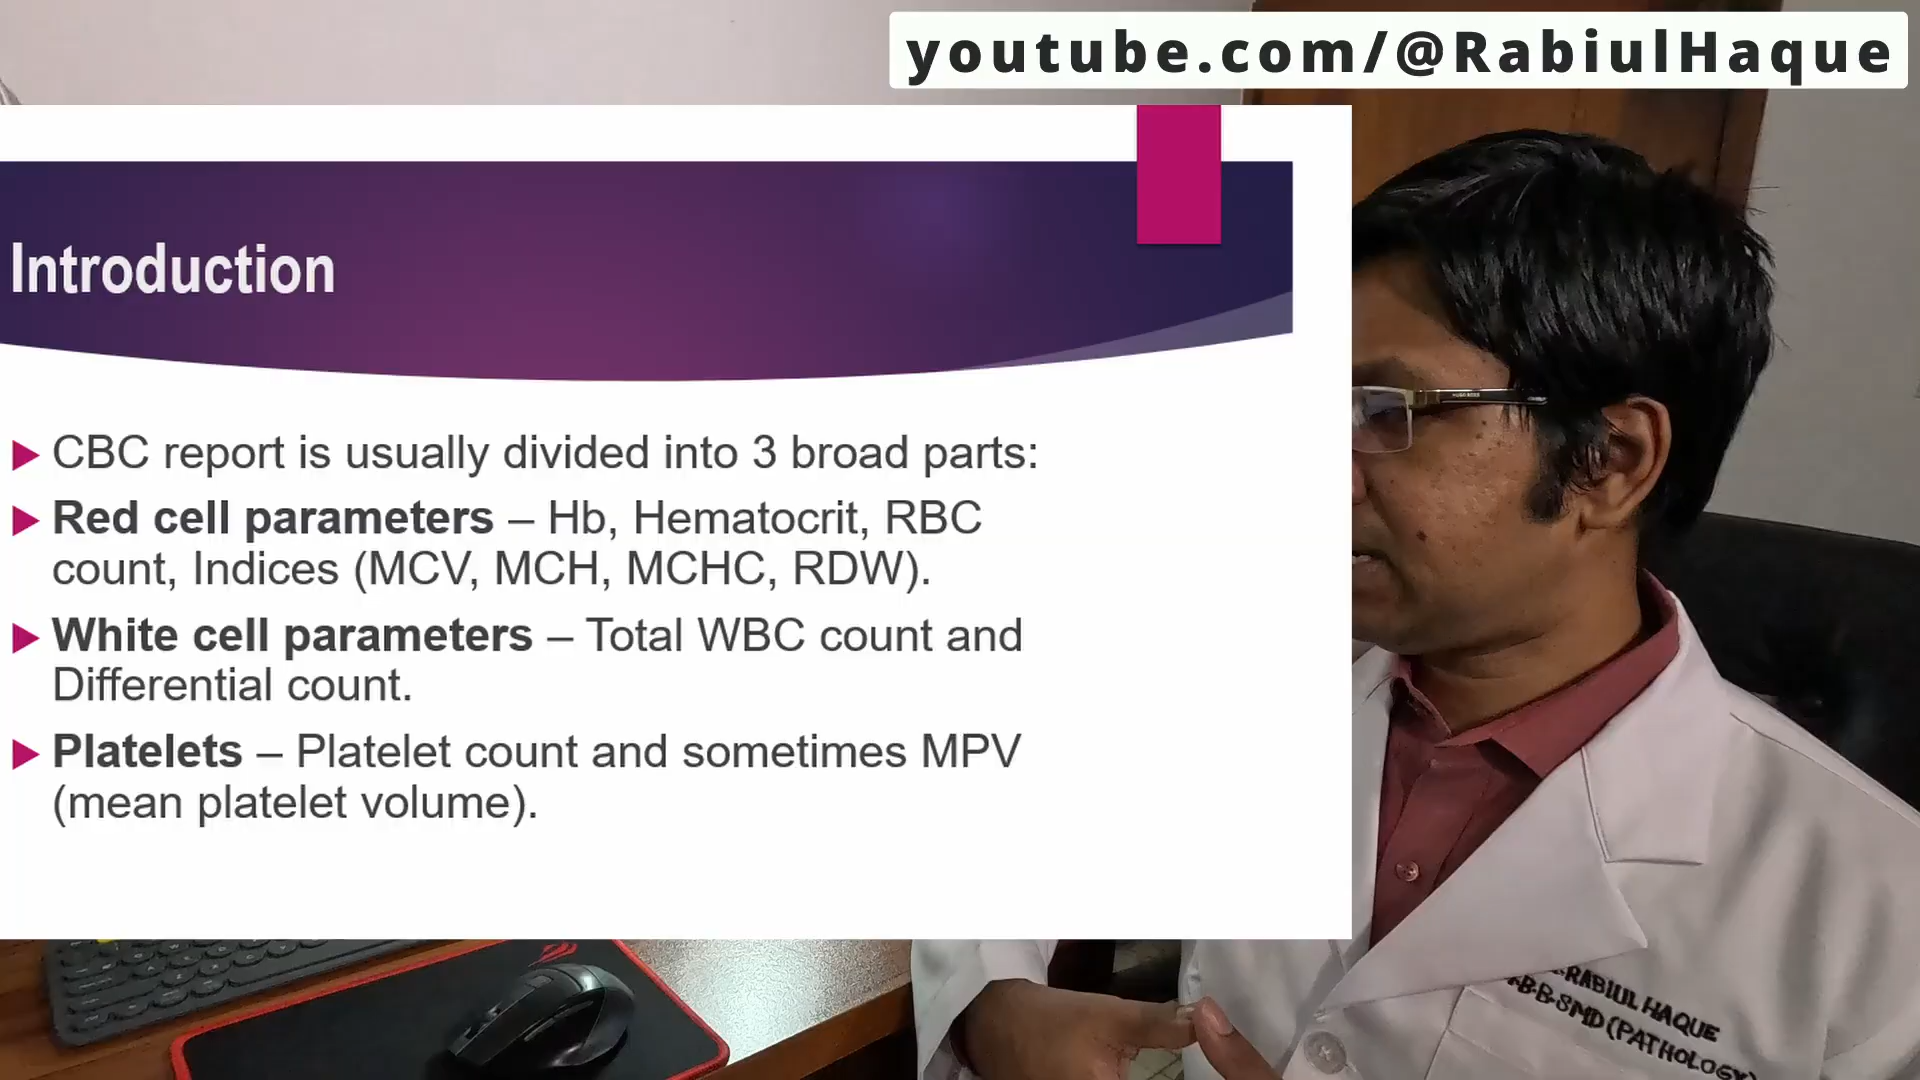 youtube.com/@RabiulHaque
Introduction
CBC report is usually divided into 3 broad parts:
Red cell parameters – Hb, Hematocrit, RBC
count, Indices (MCV, MCH, MCHC, RDW).
White cell parameters – Total WBC count and
Differential count.
Platelets – Platelet count and sometimes MPV
(mean platelet volume).
RABIUL HAQUE
(PATHOLOGY)